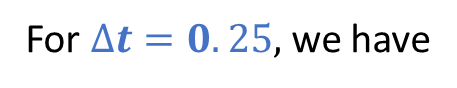 For Δt = 0. 25, we have